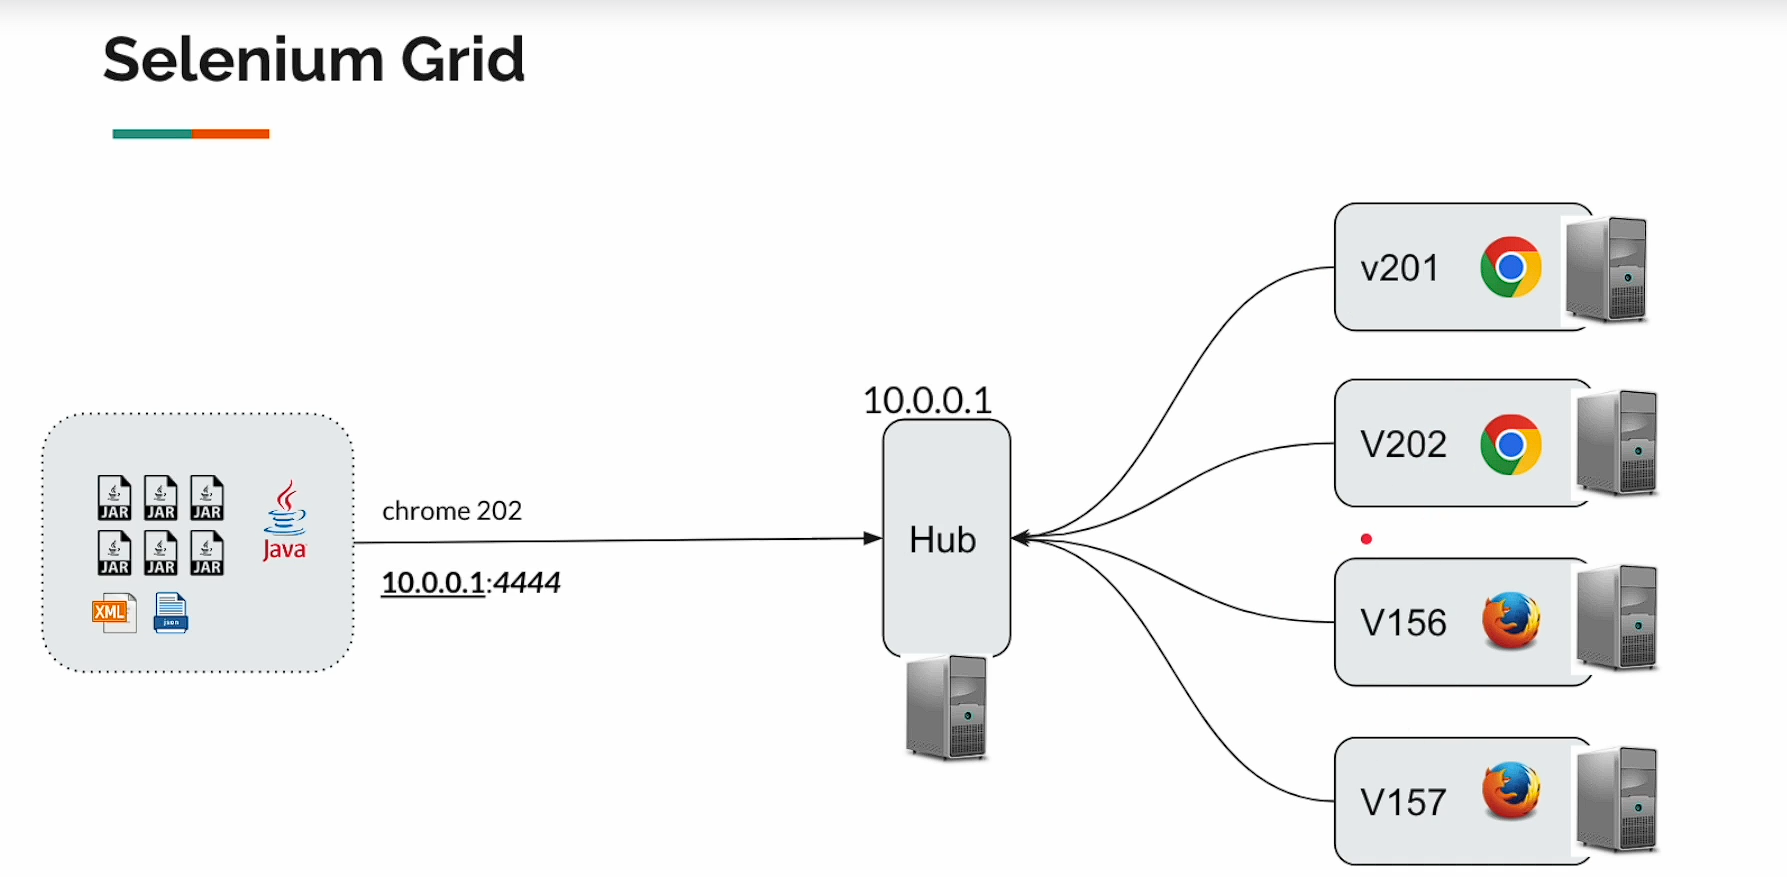 Selenium Grid
v201
10.0.0.1
V202
JAR JAR JAR
Java
chrome 202
Hub
JAR JAR JAR
10.0.0.1:4444
XML
json
V156
V157